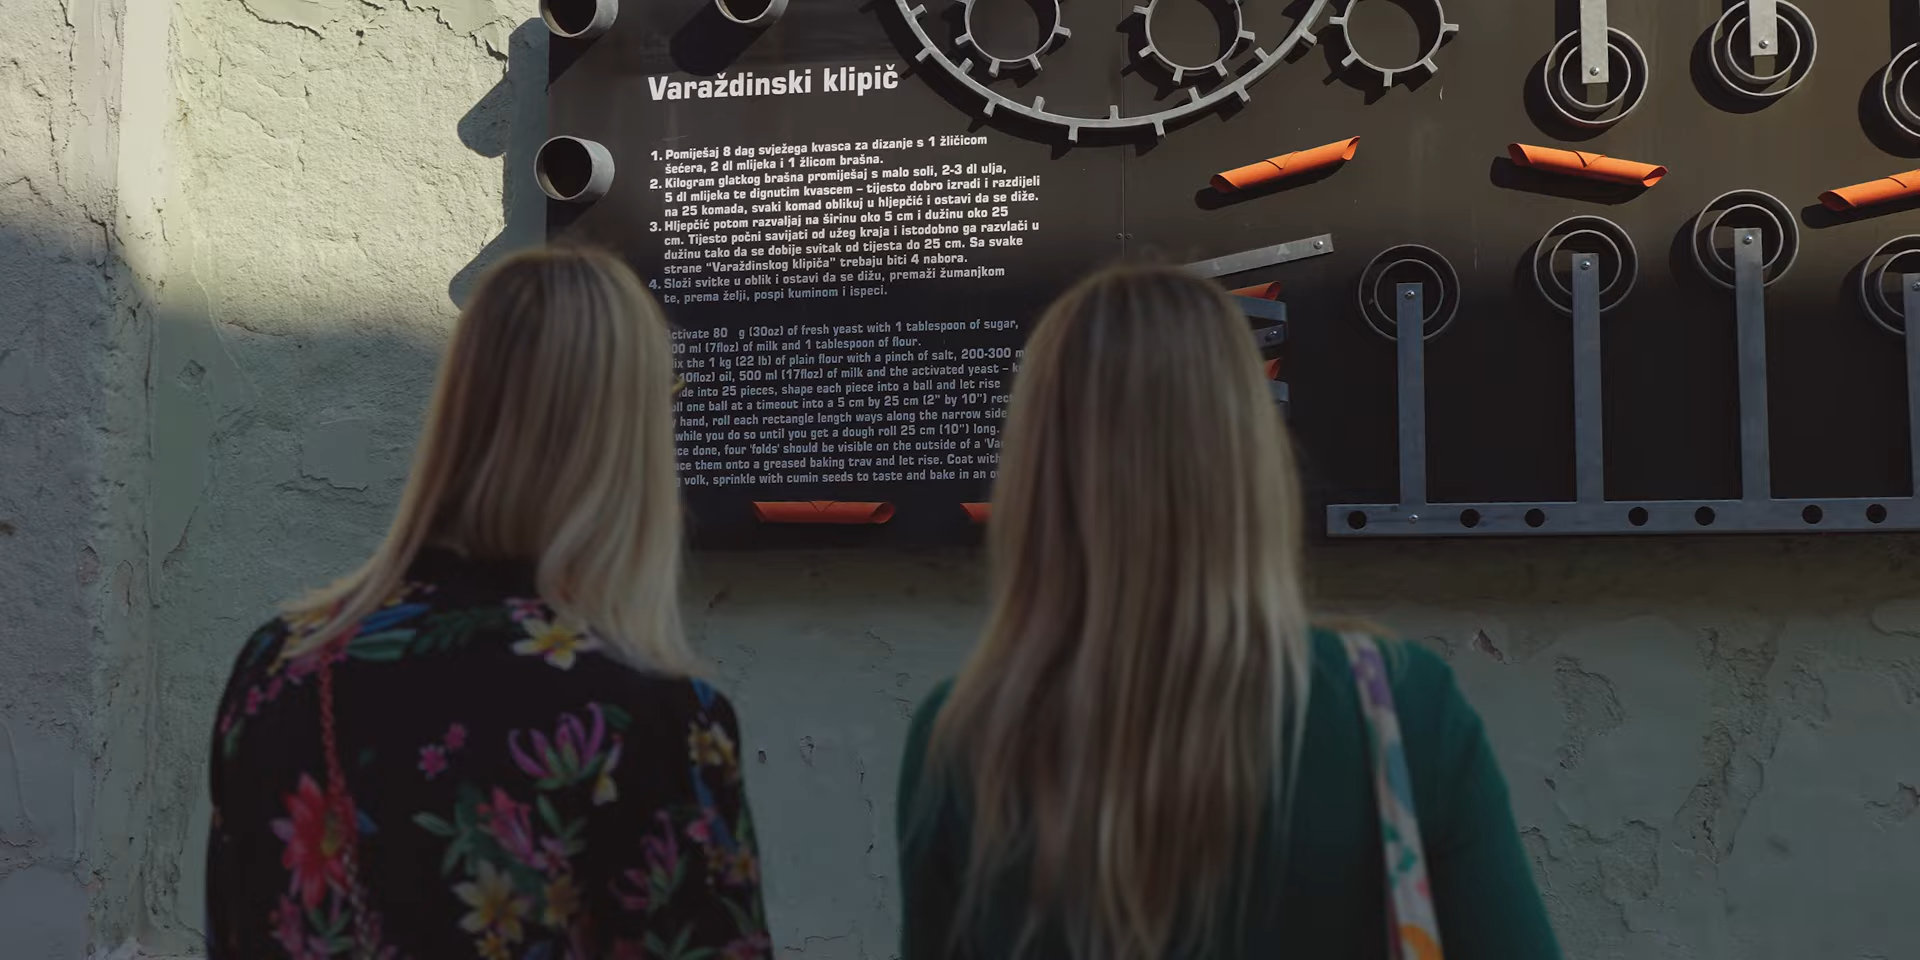 Varaždinski klipič
1. Pomiješaj 8 dag svježega kvasca za dizanje s 1 žličicom
šećera, 2 dl mlijeka i 1 žlicom brašna.
2. Kilogram glatkog brašna promiješaj s malo soli, 2-3 dl ulja,
5 dl mlijeka te dignutim kvascem – tijesto dobro izradi i razdijeli
na 25 komada, svaki komad oblikuj u hljepčić i ostavi da se diže.
3. Hljepčić potom razvaljaj na širinu oko 5 cm i dužinu oko 25
cm. Tijesto počni savijati od užeg kraja i istodobno ga razvlači u
dužinu tako da se dobije svitak od tijesta do 25 cm. Sa svake
strane "Varaždinskog klipiča" trebaju biti 4 nabora.
4. Složi svitke u oblik i ostavi da se dižu, premaži žumanjkom
te, prema želji, pospi kuminom i ispeci.
ctivate 80 g (30oz) of fresh yeast with 1 tablespoon of sugar,
00 ml (7floz) of milk and 1 tablespoon of flour.
ix the 1 kg (22 lb) of plain flour with a pinch of salt, 200-300 m
10floz) oil, 500 ml (17floz) of milk and the activated yeast –
de into 25 pieces, shape each piece into a ball and let rise
ll one ball at a timeout into a 5 cm by 25 cm (2" by 10") rect
hand, roll each rectangle length ways along the narrow side
while you do so until you get a dough roll 25 cm (10") long.
ce done, four 'folds' should be visible on the outside of a 'Va
ce them onto a greased baking trav and let rise. Coat with
volk, sprinkle with cumin seeds to taste and bake in an